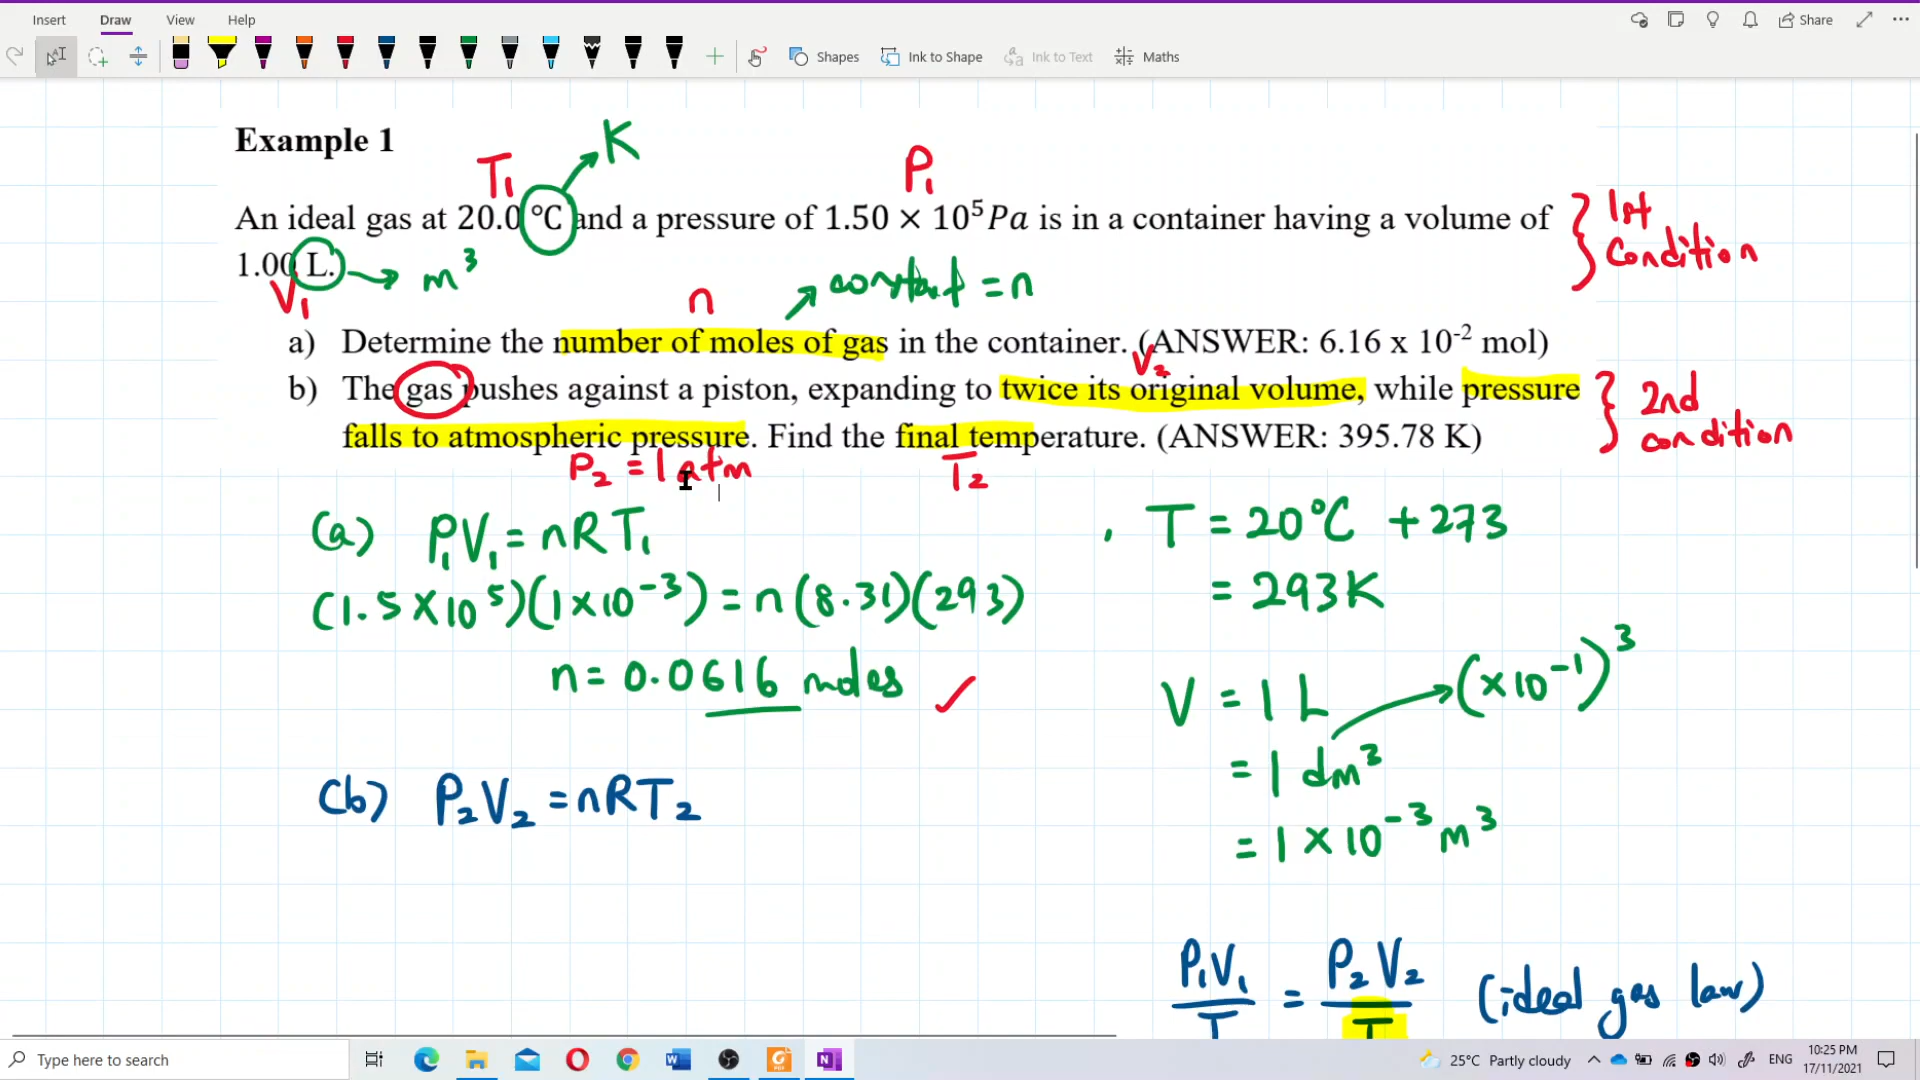 Insert Draw View Help
Share
Shapes Ink to Shape Ink to Text Maths
Example 1
T1 K P1
An ideal gas at 20.0 °C and a pressure of 1.50 × 10⁵ Pa is in a container having a volume of
1.00 L. → m³
V1
1st
condition
n constant = n
a) Determine the number of moles of gas in the container. (ANSWER: 6.16 x 10⁻² mol)
V₂
b) The gas pushes against a piston, expanding to twice its original volume, while pressure
falls to atmospheric pressure. Find the final temperature. (ANSWER: 395.78 K)
2nd
condition
P₂ = 1 atm T₂
(a) P₁V₁ = nRT₁
(1.5 × 10⁵)(1×10⁻³) = n(8.31)(293)
n = 0.0616 moles
T = 20°C + 273
= 293K
V = 1 L → (×10⁻¹)³
= 1 dm³
= 1 × 10⁻³ m³
(b) P₂V₂ = nRT₂
P₁V₁ = P₂V₂ (ideal gas law)
T T
Type here to search
25°C Partly cloudy ENG 10:25 PM
17/11/2021